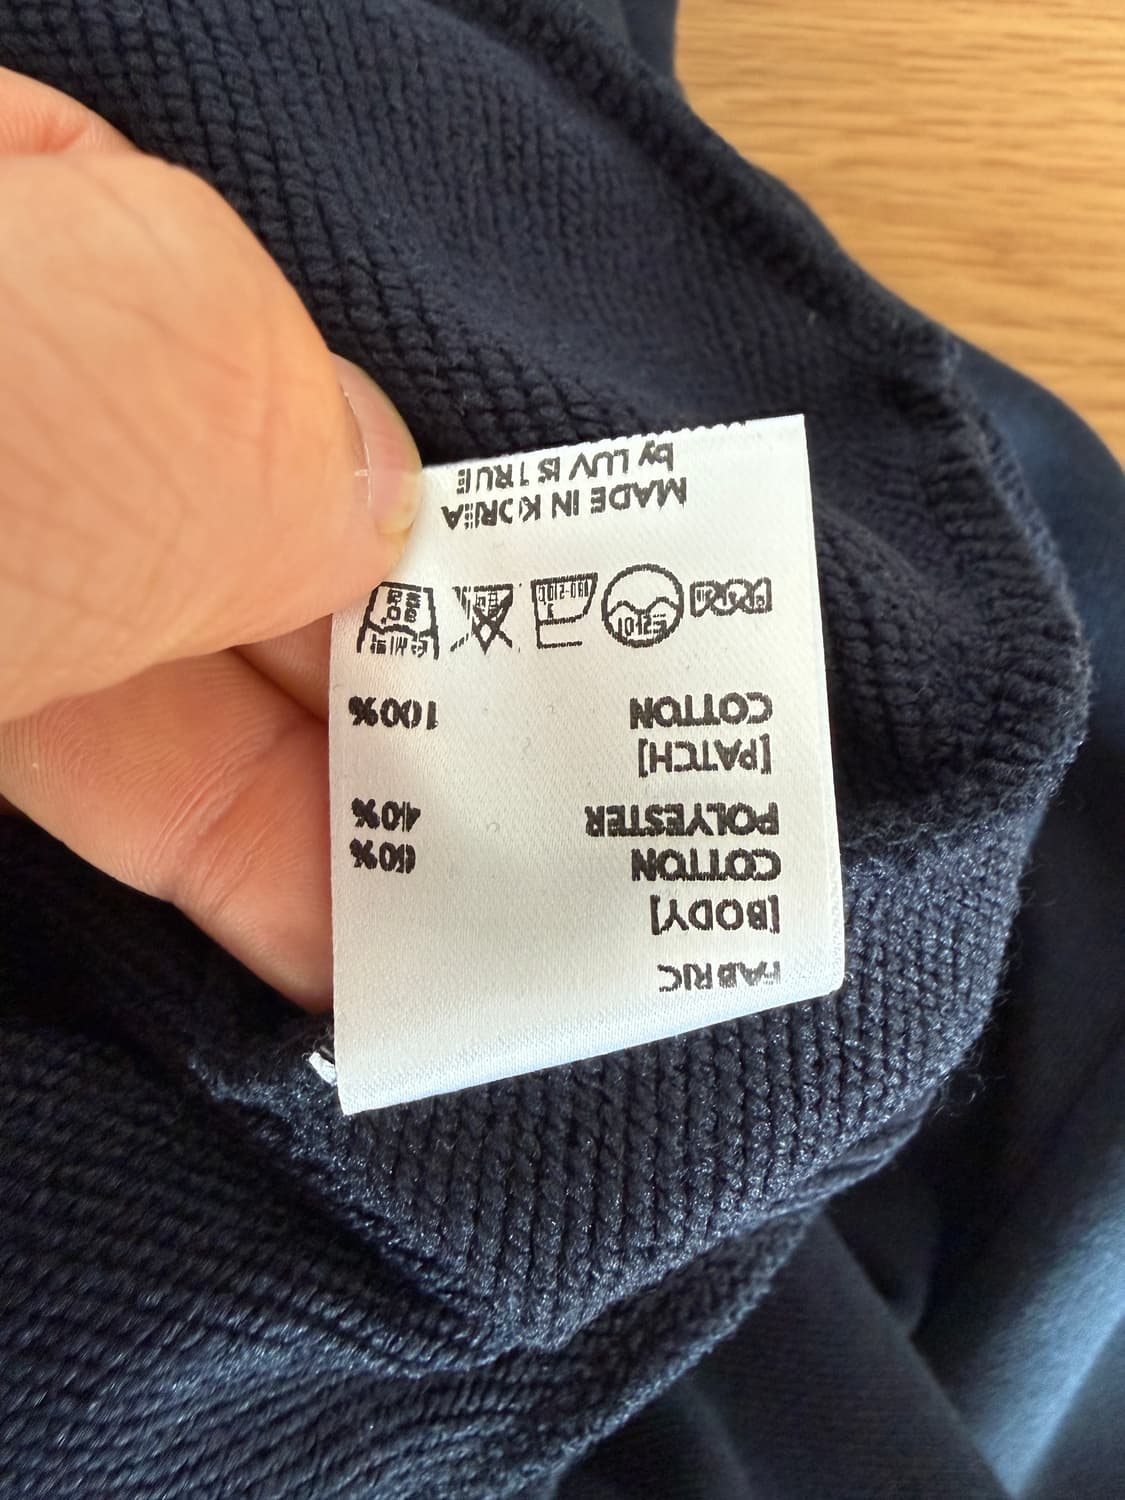 FABRIC
[BODY]
COTTON 60%
POLYESTER 40%
[PATCH]
COTTON 100%
MADE IN KOREA
by LUV IS TRUE